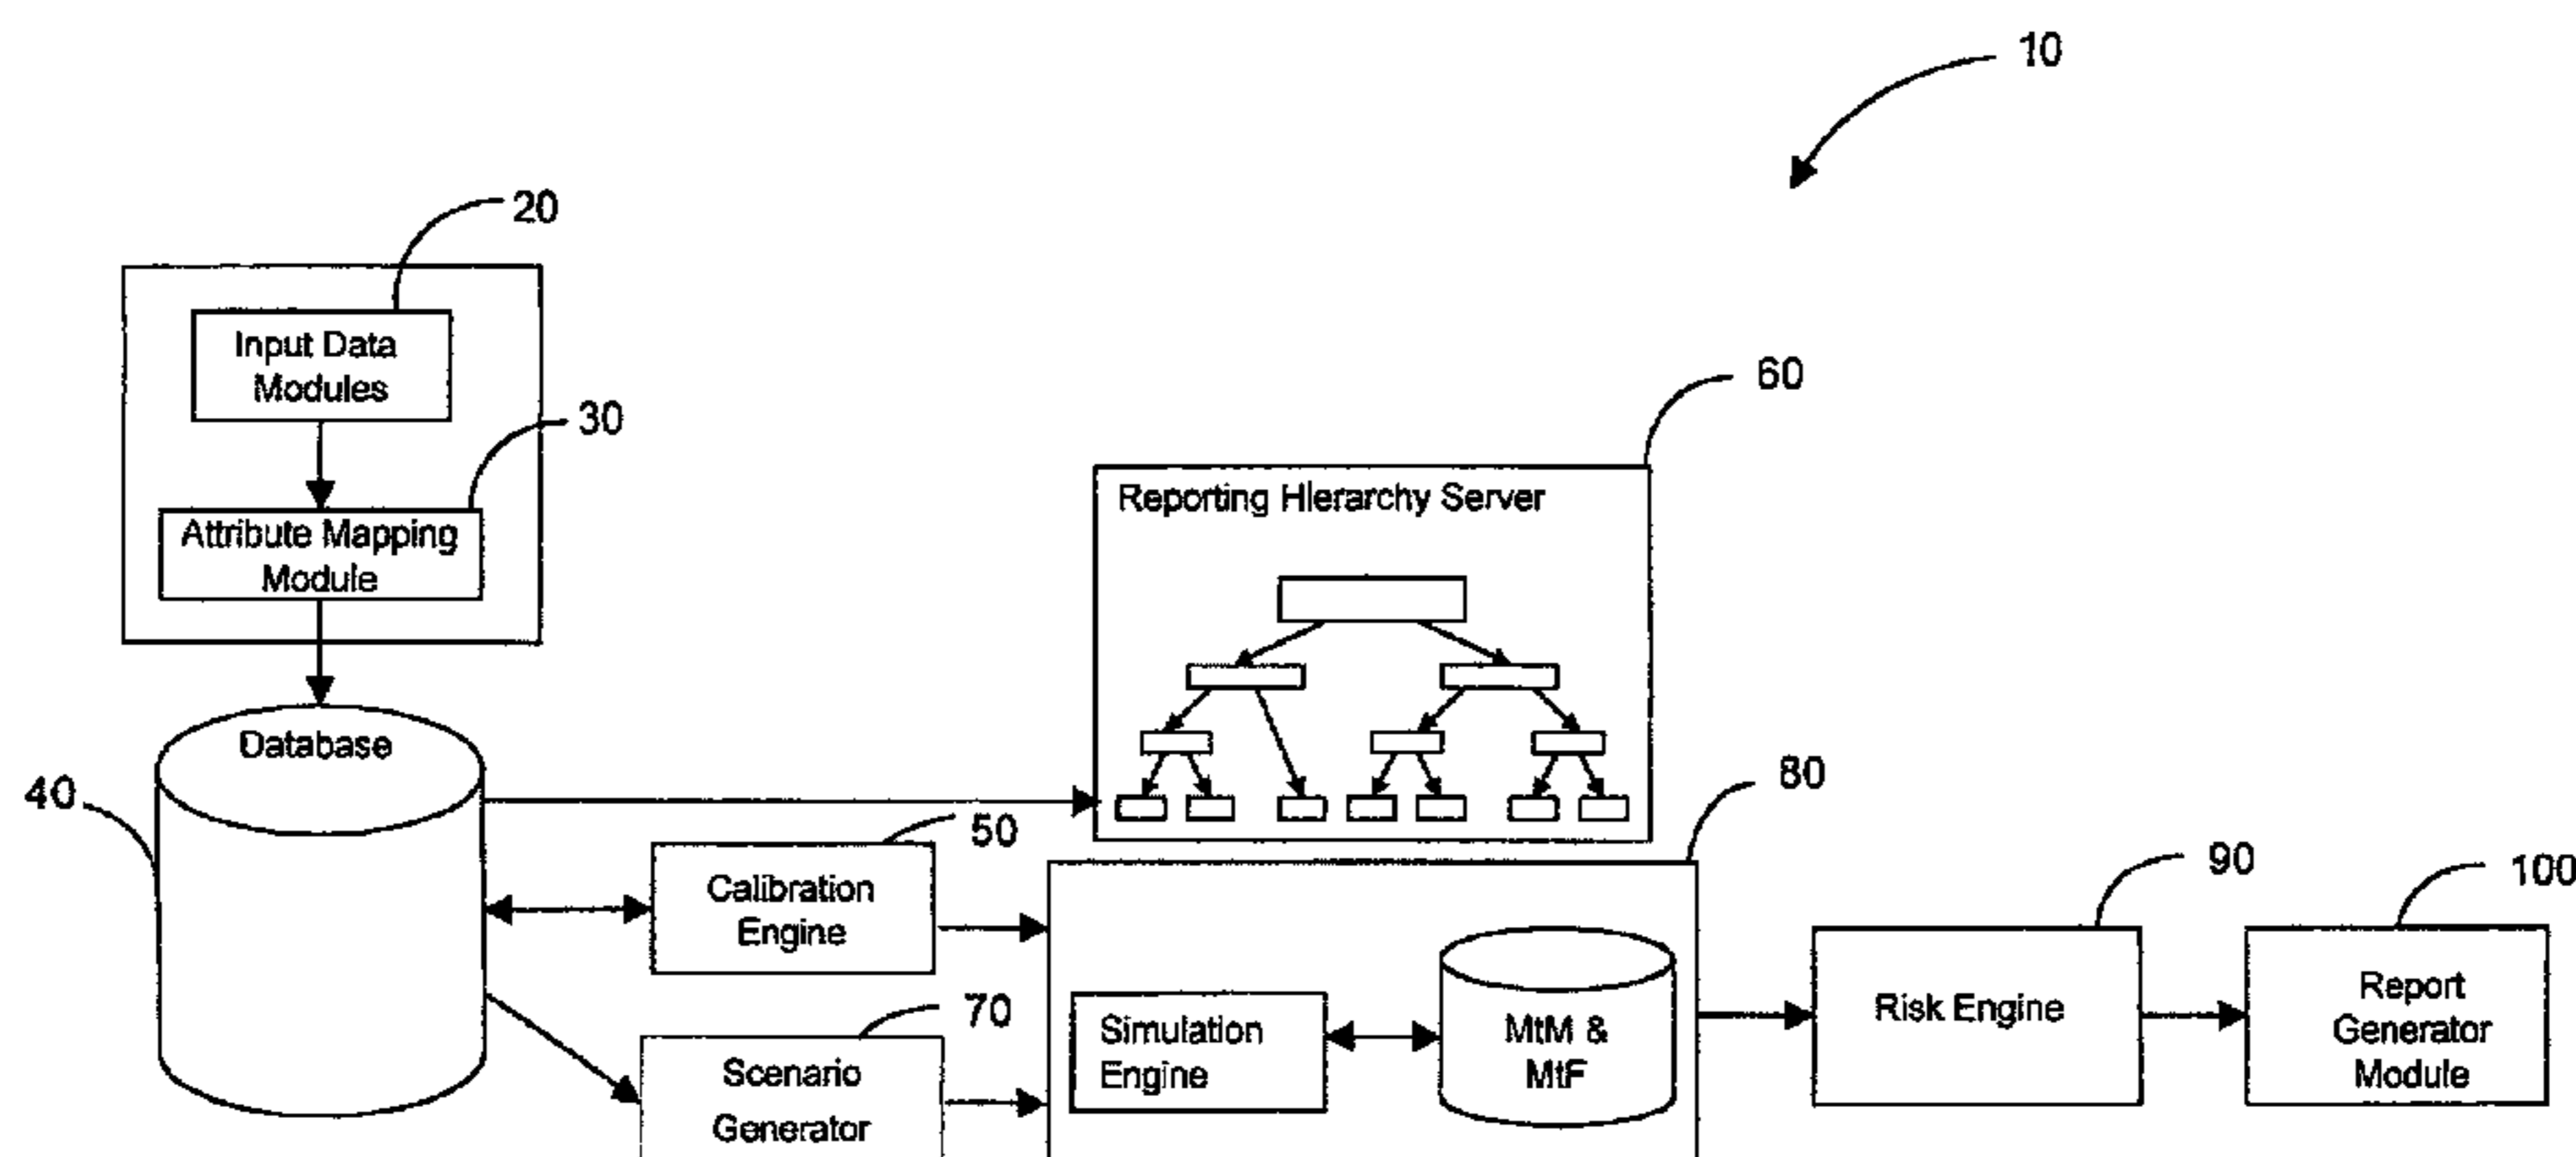 10
20
Input Data
Modules
30
Attribute Mapping
Module
60
Reporting Hierarchy Server
Database
40
80
50
Calibration
Engine
90
100
70
Simulation
Engine
MtM &
MtF
Risk Engine
Report
Generator
Module
Scenario
Generator